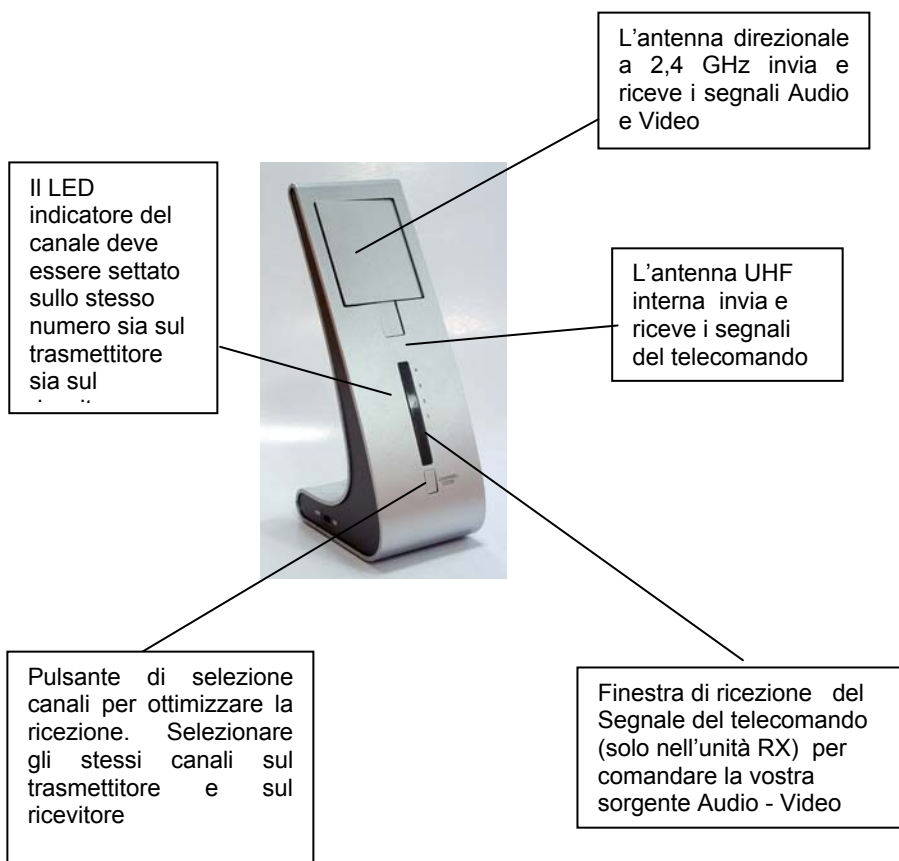 L’antenna direzionale
a 2,4 GHz invia e
riceve i segnali Audio
e Video
Il LED
indicatore del
canale deve
essere settato
sullo stesso
numero sia sul
trasmettitore
sia sul
L’antenna UHF
interna invia e
riceve i segnali
del telecomando
Pulsante di selezione
canali per ottimizzare la
ricezione. Selezionare
gli stessi canali sul
trasmettitore e sul
ricevitore
Finestra di ricezione del
Segnale del telecomando
(solo nell’unità RX) per
comandare la vostra
sorgente Audio - Video